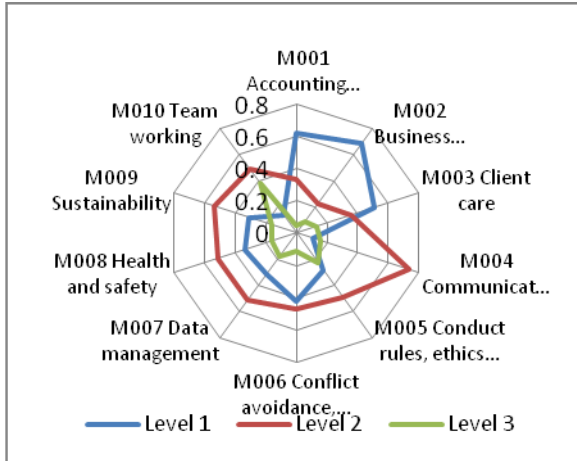 M001
Accounting...
M002
Business...
M003 Client
care
M004
Communicat...
M005 Conduct
rules, ethics...
M006 Conflict
avoidance,...
M007 Data
management
M008 Health
and safety
M009
Sustainability
M010 Team
working
0.8
0.6
0.4
0.2
0
Level 1
Level 2
Level 3